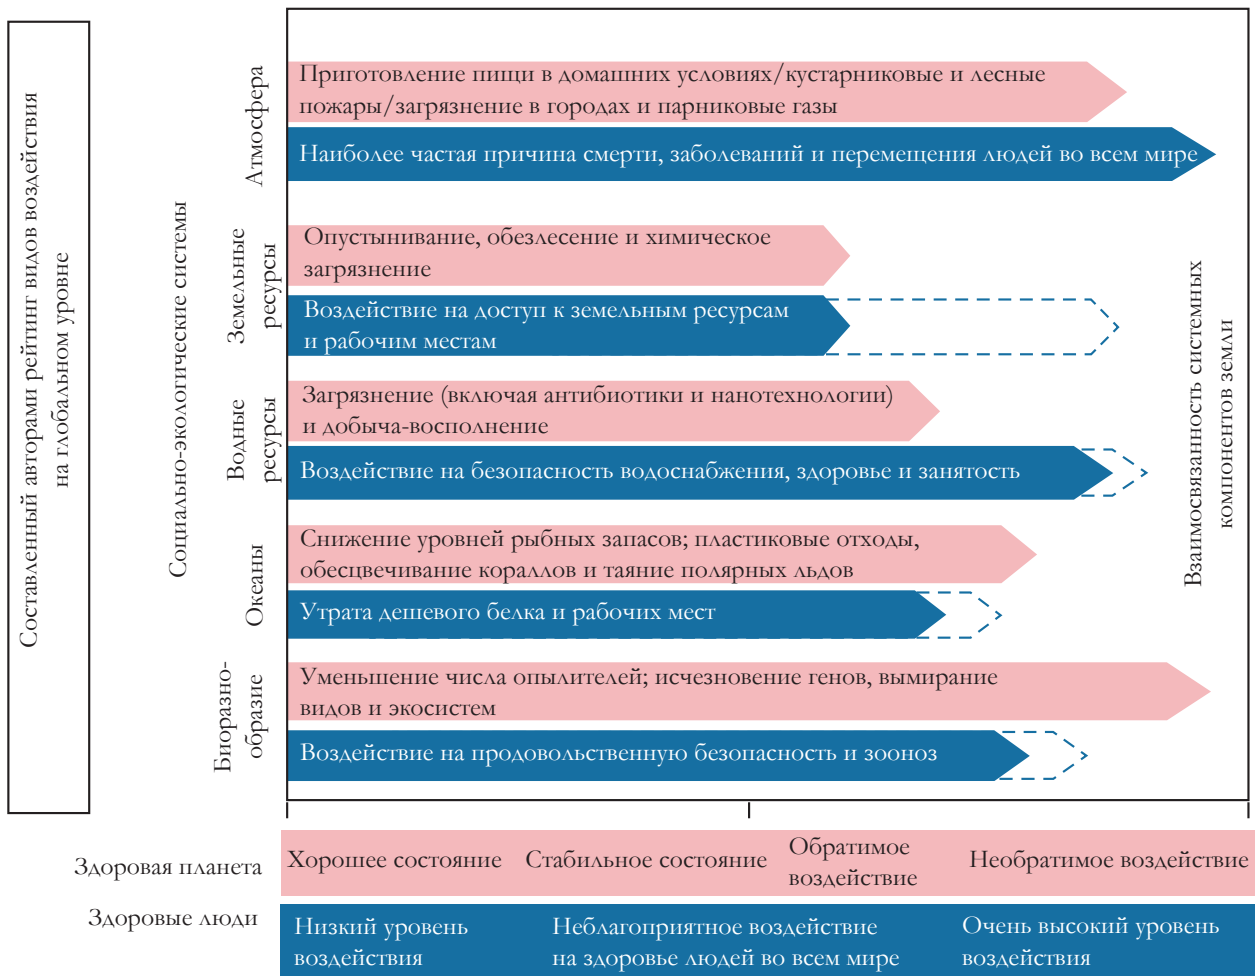 Составленный авторами рейтинг видов воздействия
на глобальном уровне
Социально-экологические системы
Атмосфера
Приготовление пищи в домашних условиях/кустарниковые и лесные
пожары/загрязнение в городах и парниковые газы
Наиболее частая причина смерти, заболеваний и перемещения людей во всем мире
Земельные
ресурсы
Опустынивание, обезлесение и химическое
загрязнение
Воздействие на доступ к земельным ресурсам
и рабочим местам
Водные
ресурсы
Загрязнение (включая антибиотики и нанотехнологии)
и добыча-восполнение
Воздействие на безопасность водоснабжения, здоровье и занятость
Океаны
Снижение уровней рыбных запасов; пластиковые отходы,
обесцвечивание кораллов и таяние полярных льдов
Утрата дешевого белка и рабочих мест
Биоразно-
образие
Уменьшение числа опылителей; исчезновение генов, вымирание
видов и экосистем
Воздействие на продовольственную безопасность и зооноз
Взаимосвязанность системных
компонентов земли
Здоровая планета
Хорошее состояние
Стабильное состояние
Обратимое
воздействие
Необратимое воздействие
Здоровые люди
Низкий уровень
воздействия
Неблагоприятное воздействие
на здоровье людей во всем мире
Очень высокий уровень
воздействия